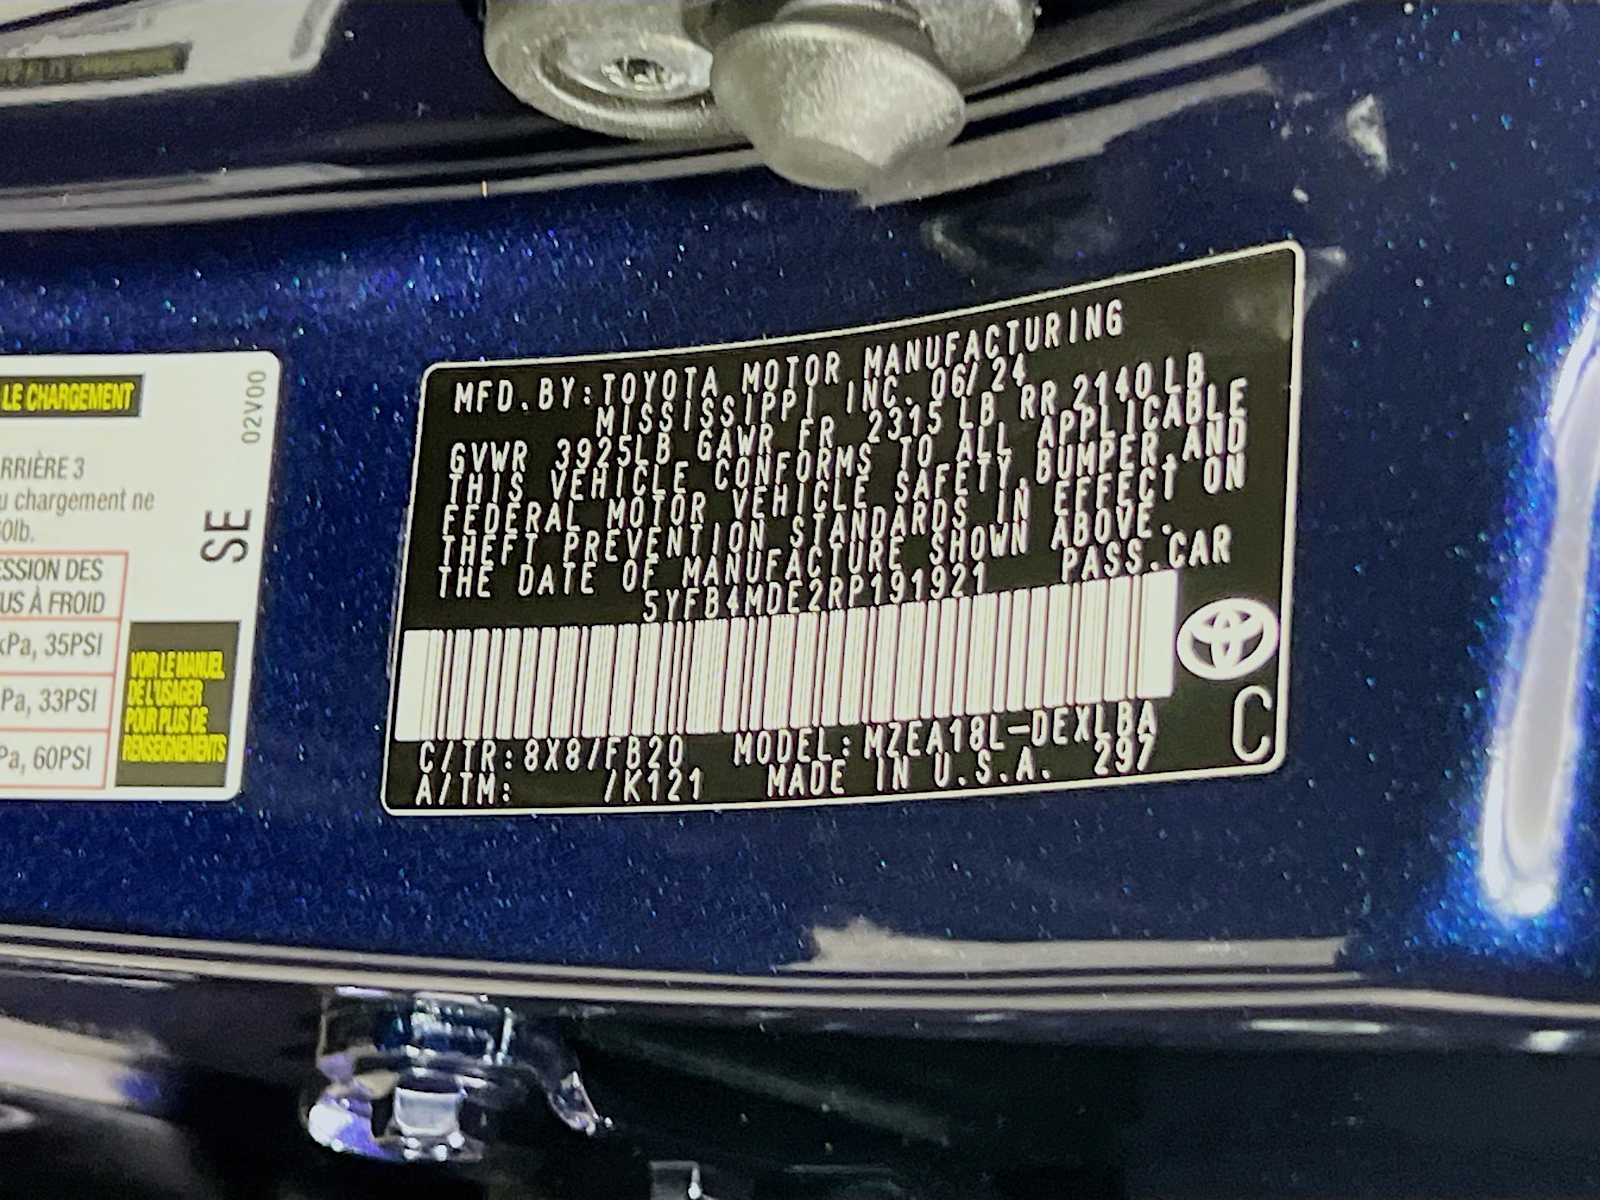 LE CHARGEMENT
02V00
RRIÈRE 3
u chargement ne
0lb.
SE
ESSION DES
US À FROID
kPa, 35PSI
Pa, 33PSI
Pa, 60PSI
VOIR LE MANUEL
DE L'USAGER
POUR PLUS DE
RENSEIGNEMENTS
MFD.BY:TOYOTA MOTOR MANUFACTURING
MISSISSIPPI INC. 06/24
GVWR 3925LB GAWR FR 2315 LB RR 2140 LB
THIS VEHICLE CONFORMS TO ALL APPLICABLE
FEDERAL MOTOR VEHICLE SAFETY,BUMPER,AND
THEFT PREVENTION STANDARDS IN EFFECT ON
THE DATE OF MANUFACTURE SHOWN ABOVE.
5YFB4MDE2RP191921 PASS.CAR
C/TR:8X8/FB20 MODEL:MZEA18L-DEXLBA
A/TM: /K121 MADE IN U.S.A. 297
C